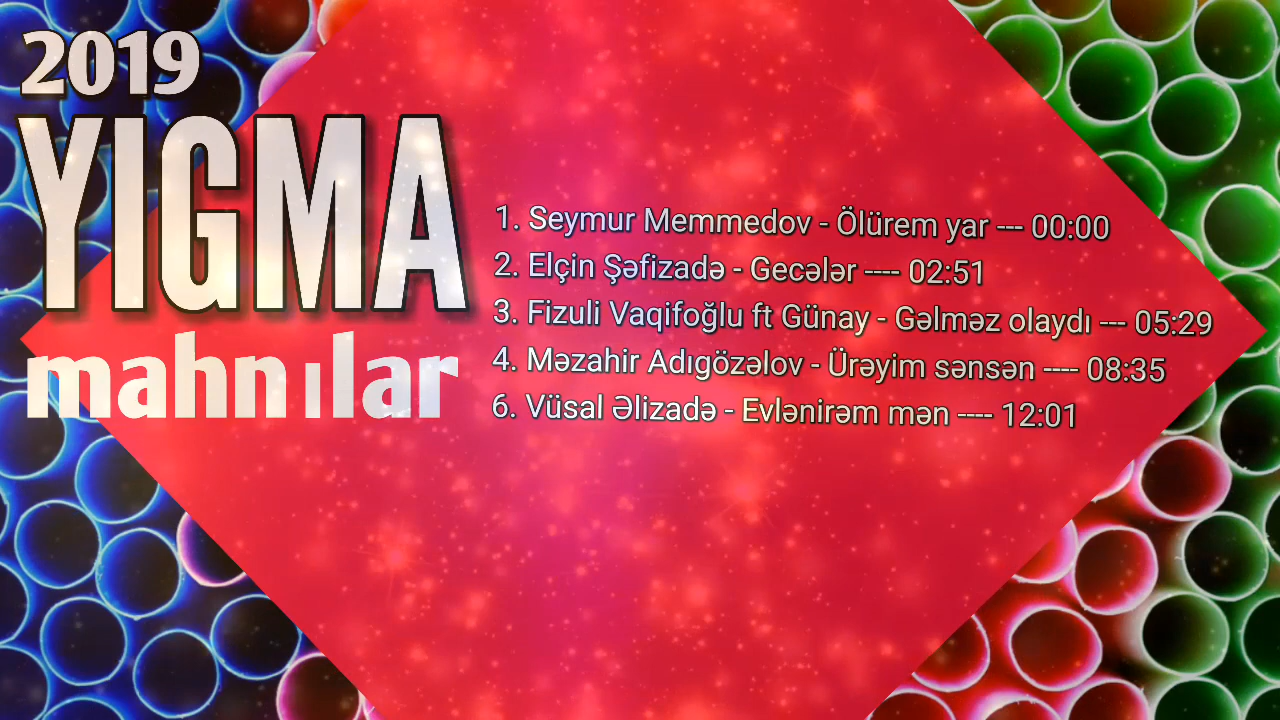 2019
YIGMA
mahnılar
1. Seymur Memmedov - Ölürem yar --- 00:00
2. Elçin Şəfizadə - Gecələr ---- 02:51
3. Fizuli Vaqifoğlu ft Günay - Gəlməz olaydı --- 05:29
4. Məzahir Adıgözəlov - Ürəyim sənsən ---- 08:35
6. Vüsal Əlizadə - Evlənirəm mən ---- 12:01